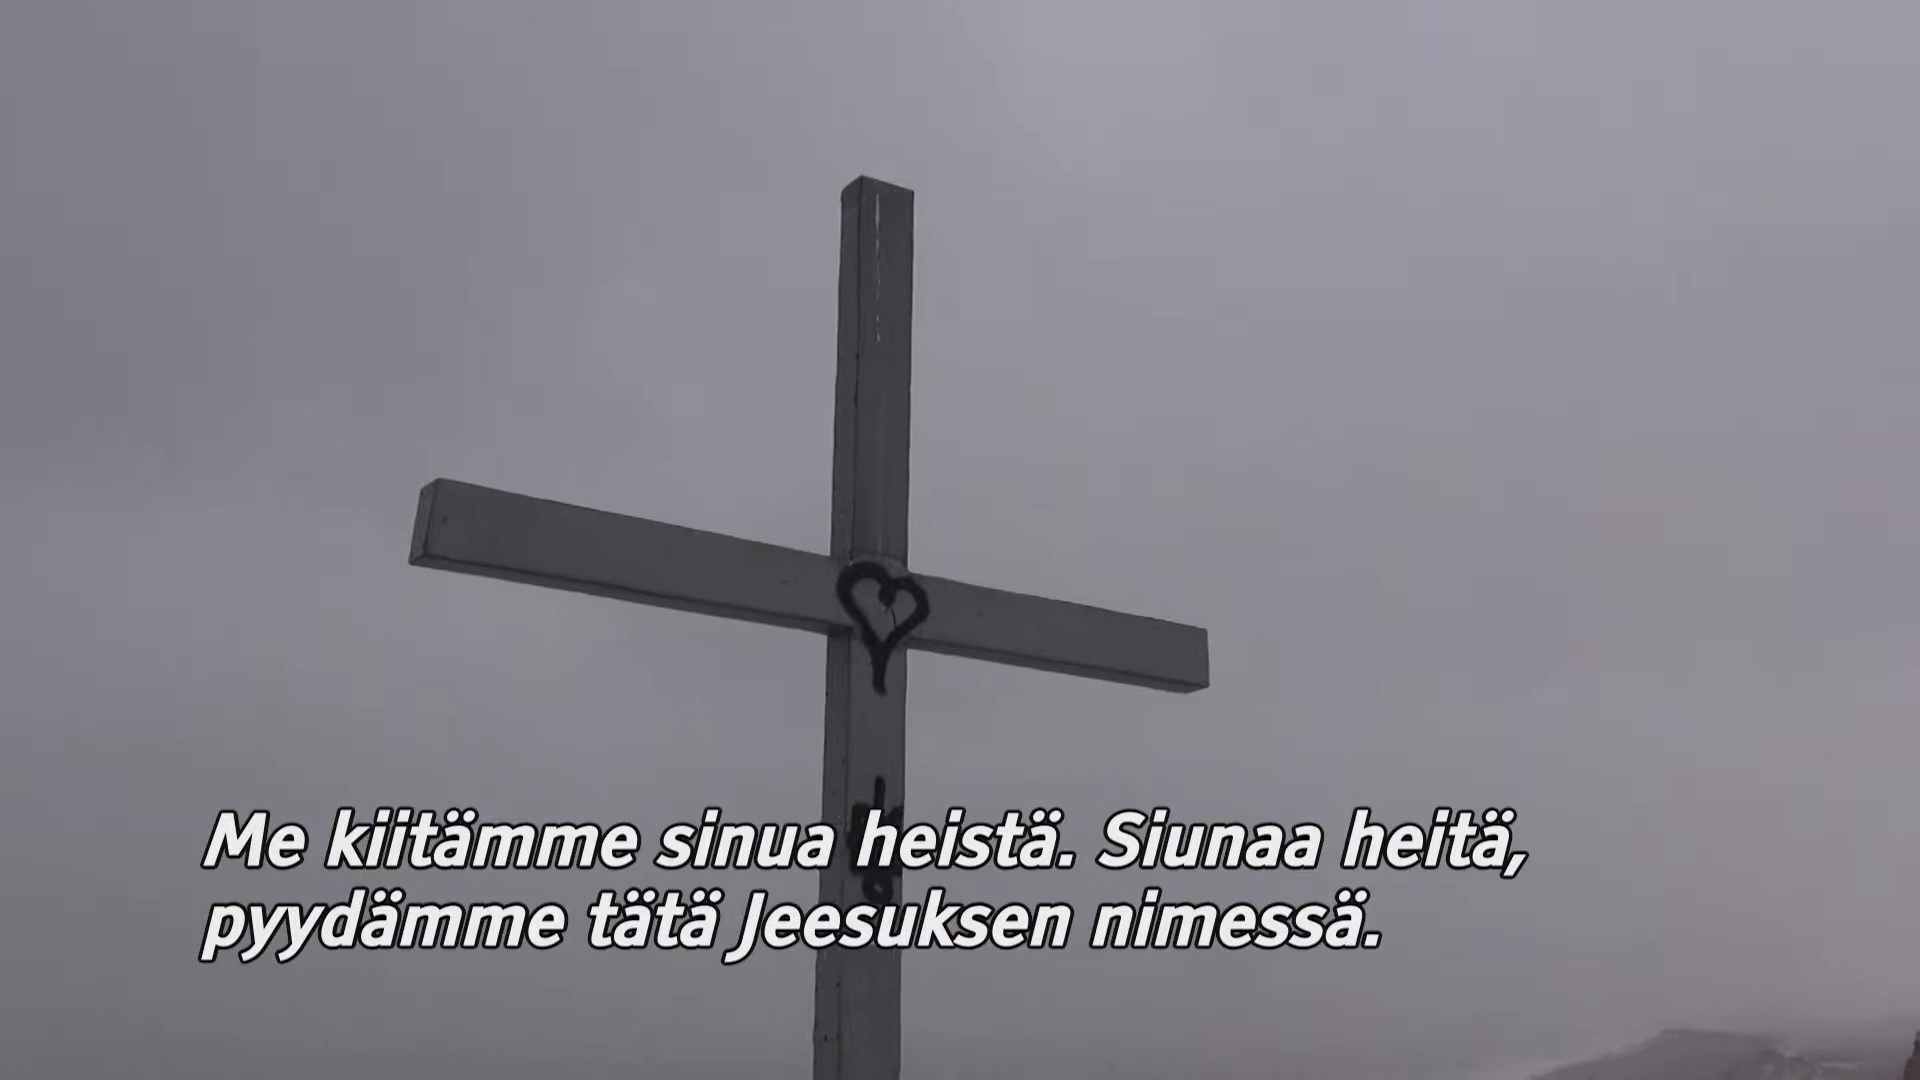 Me kiitämme sinua heistä. Siunaa heitä,
pyydämme tätä Jeesuksen nimessä.